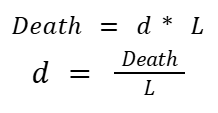 Death = d * L
d = Death / L